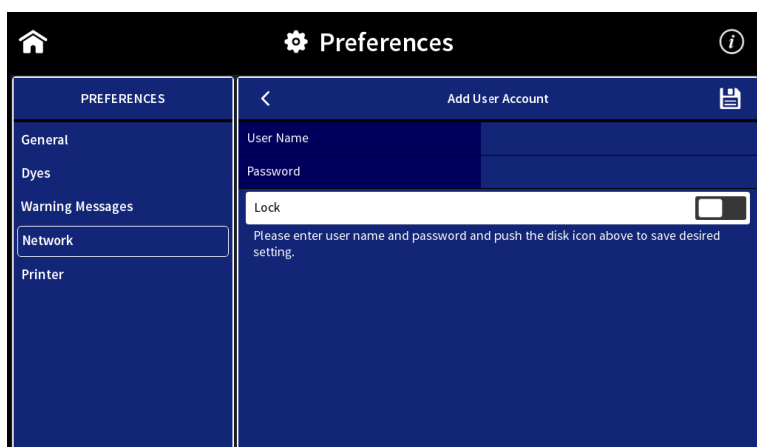 Preferences
i
PREFERENCES
Add User Account
General
User Name
Dyes
Password
Warning Messages
Lock
Network
Please enter user name and password and push the disk icon above to save desired
setting.
Printer